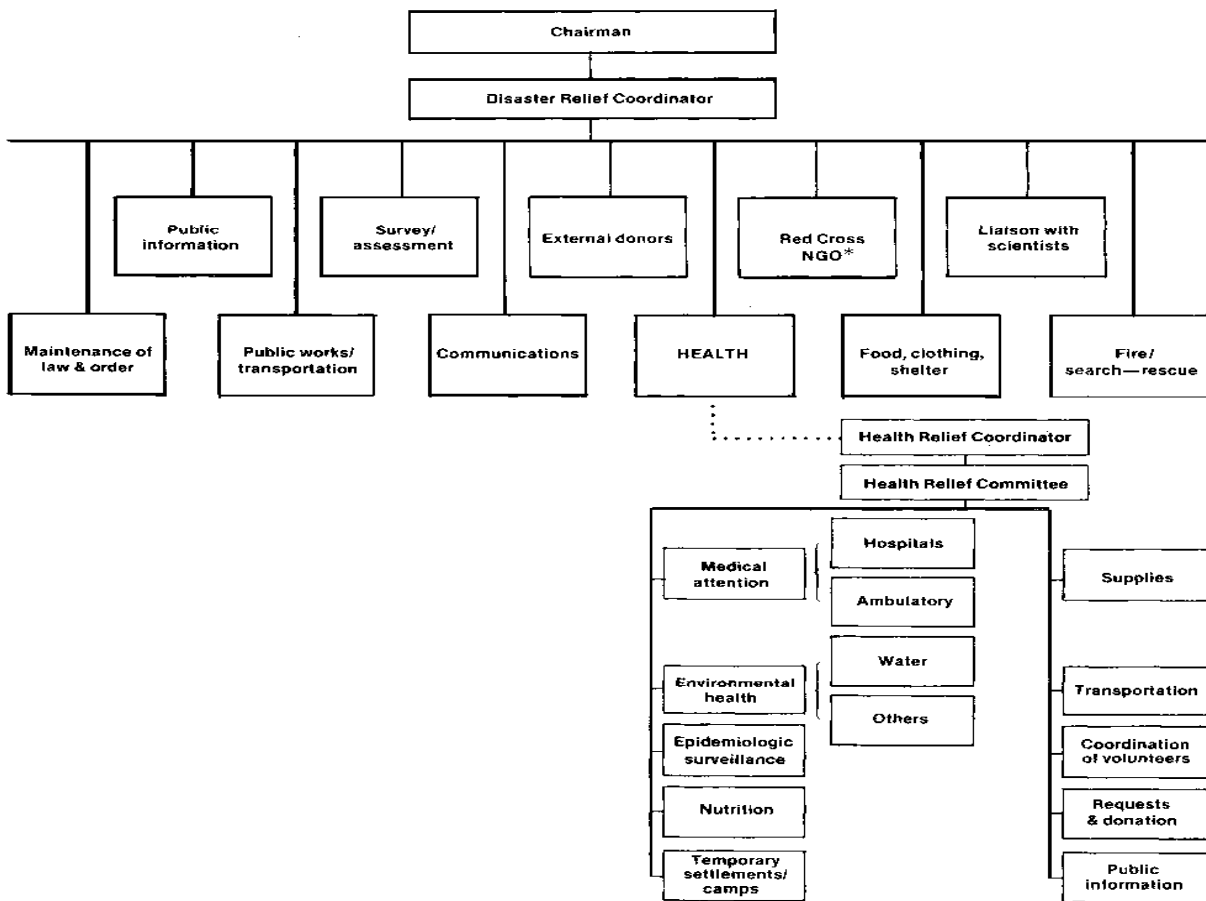 Chairman
Disaster Relief Coordinator
Public
information
Survey/
assessment
External donors
Red Cross
NGO*
Liaison with
scientists
Maintenance of
law & order
Public works/
transportation
Communications
HEALTH
Food, clothing,
shelter
Fire/
search—rescue
Health Relief Coordinator
Health Relief Committee
Medical
attention
Hospitals
Ambulatory
Supplies
Environmental
health
Water
Others
Transportation
Epidemiologic
surveillance
Coordination
of volunteers
Nutrition
Requests
& donation
Temporary
settlements/
camps
Public
information